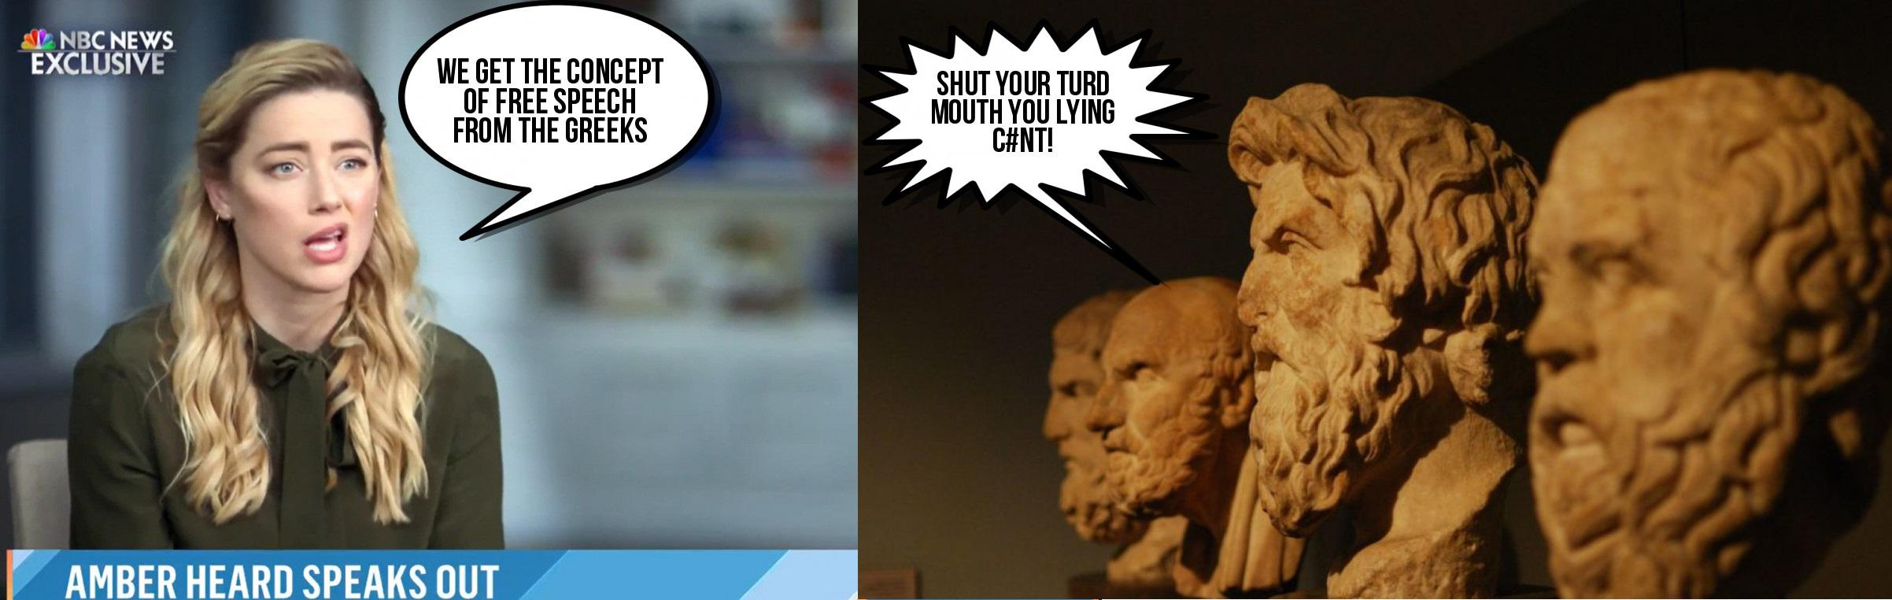 NBC NEWS
EXCLUSIVE
WE GET THE CONCEPT
OF FREE SPEECH
FROM THE GREEKS
AMBER HEARD SPEAKS OUT
SHUT YOUR TURD
MOUTH YOU LYING
C#NT!